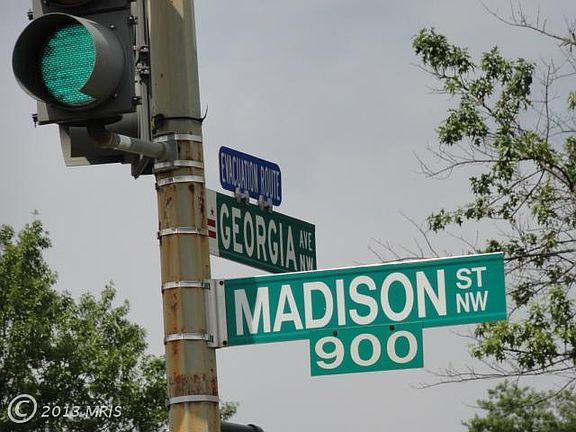 EVACUATION ROUTE
GEORGIA AVE NW
MADISON ST NW
900
© 2013 MRIS